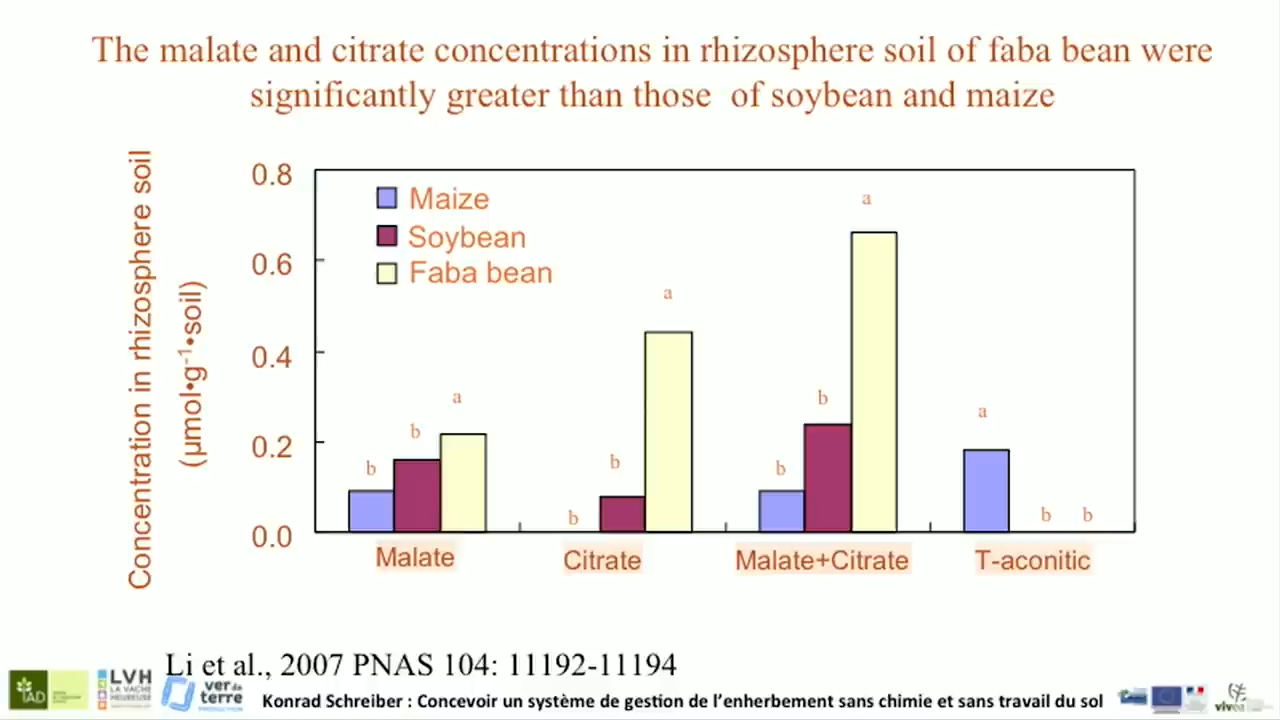 The malate and citrate concentrations in rhizosphere soil of faba bean were
significantly greater than those of soybean and maize
Concentration in rhizosphere soil
(µmol•g⁻¹•soil)
0.8
0.6
0.4
0.2
0.0
Maize
Soybean
Faba bean
b
b
a
b
b
a
b
b
a
a
b
b
Malate
Citrate
Malate+Citrate
T-aconitic
Li et al., 2007 PNAS 104: 11192-11194
IAD
LVH
LA VACHE
HEUREUSE
ver de
terre
PRODUCTION
Konrad Schreiber : Concevoir un système de gestion de l'enherbement sans chimie et sans travail du sol